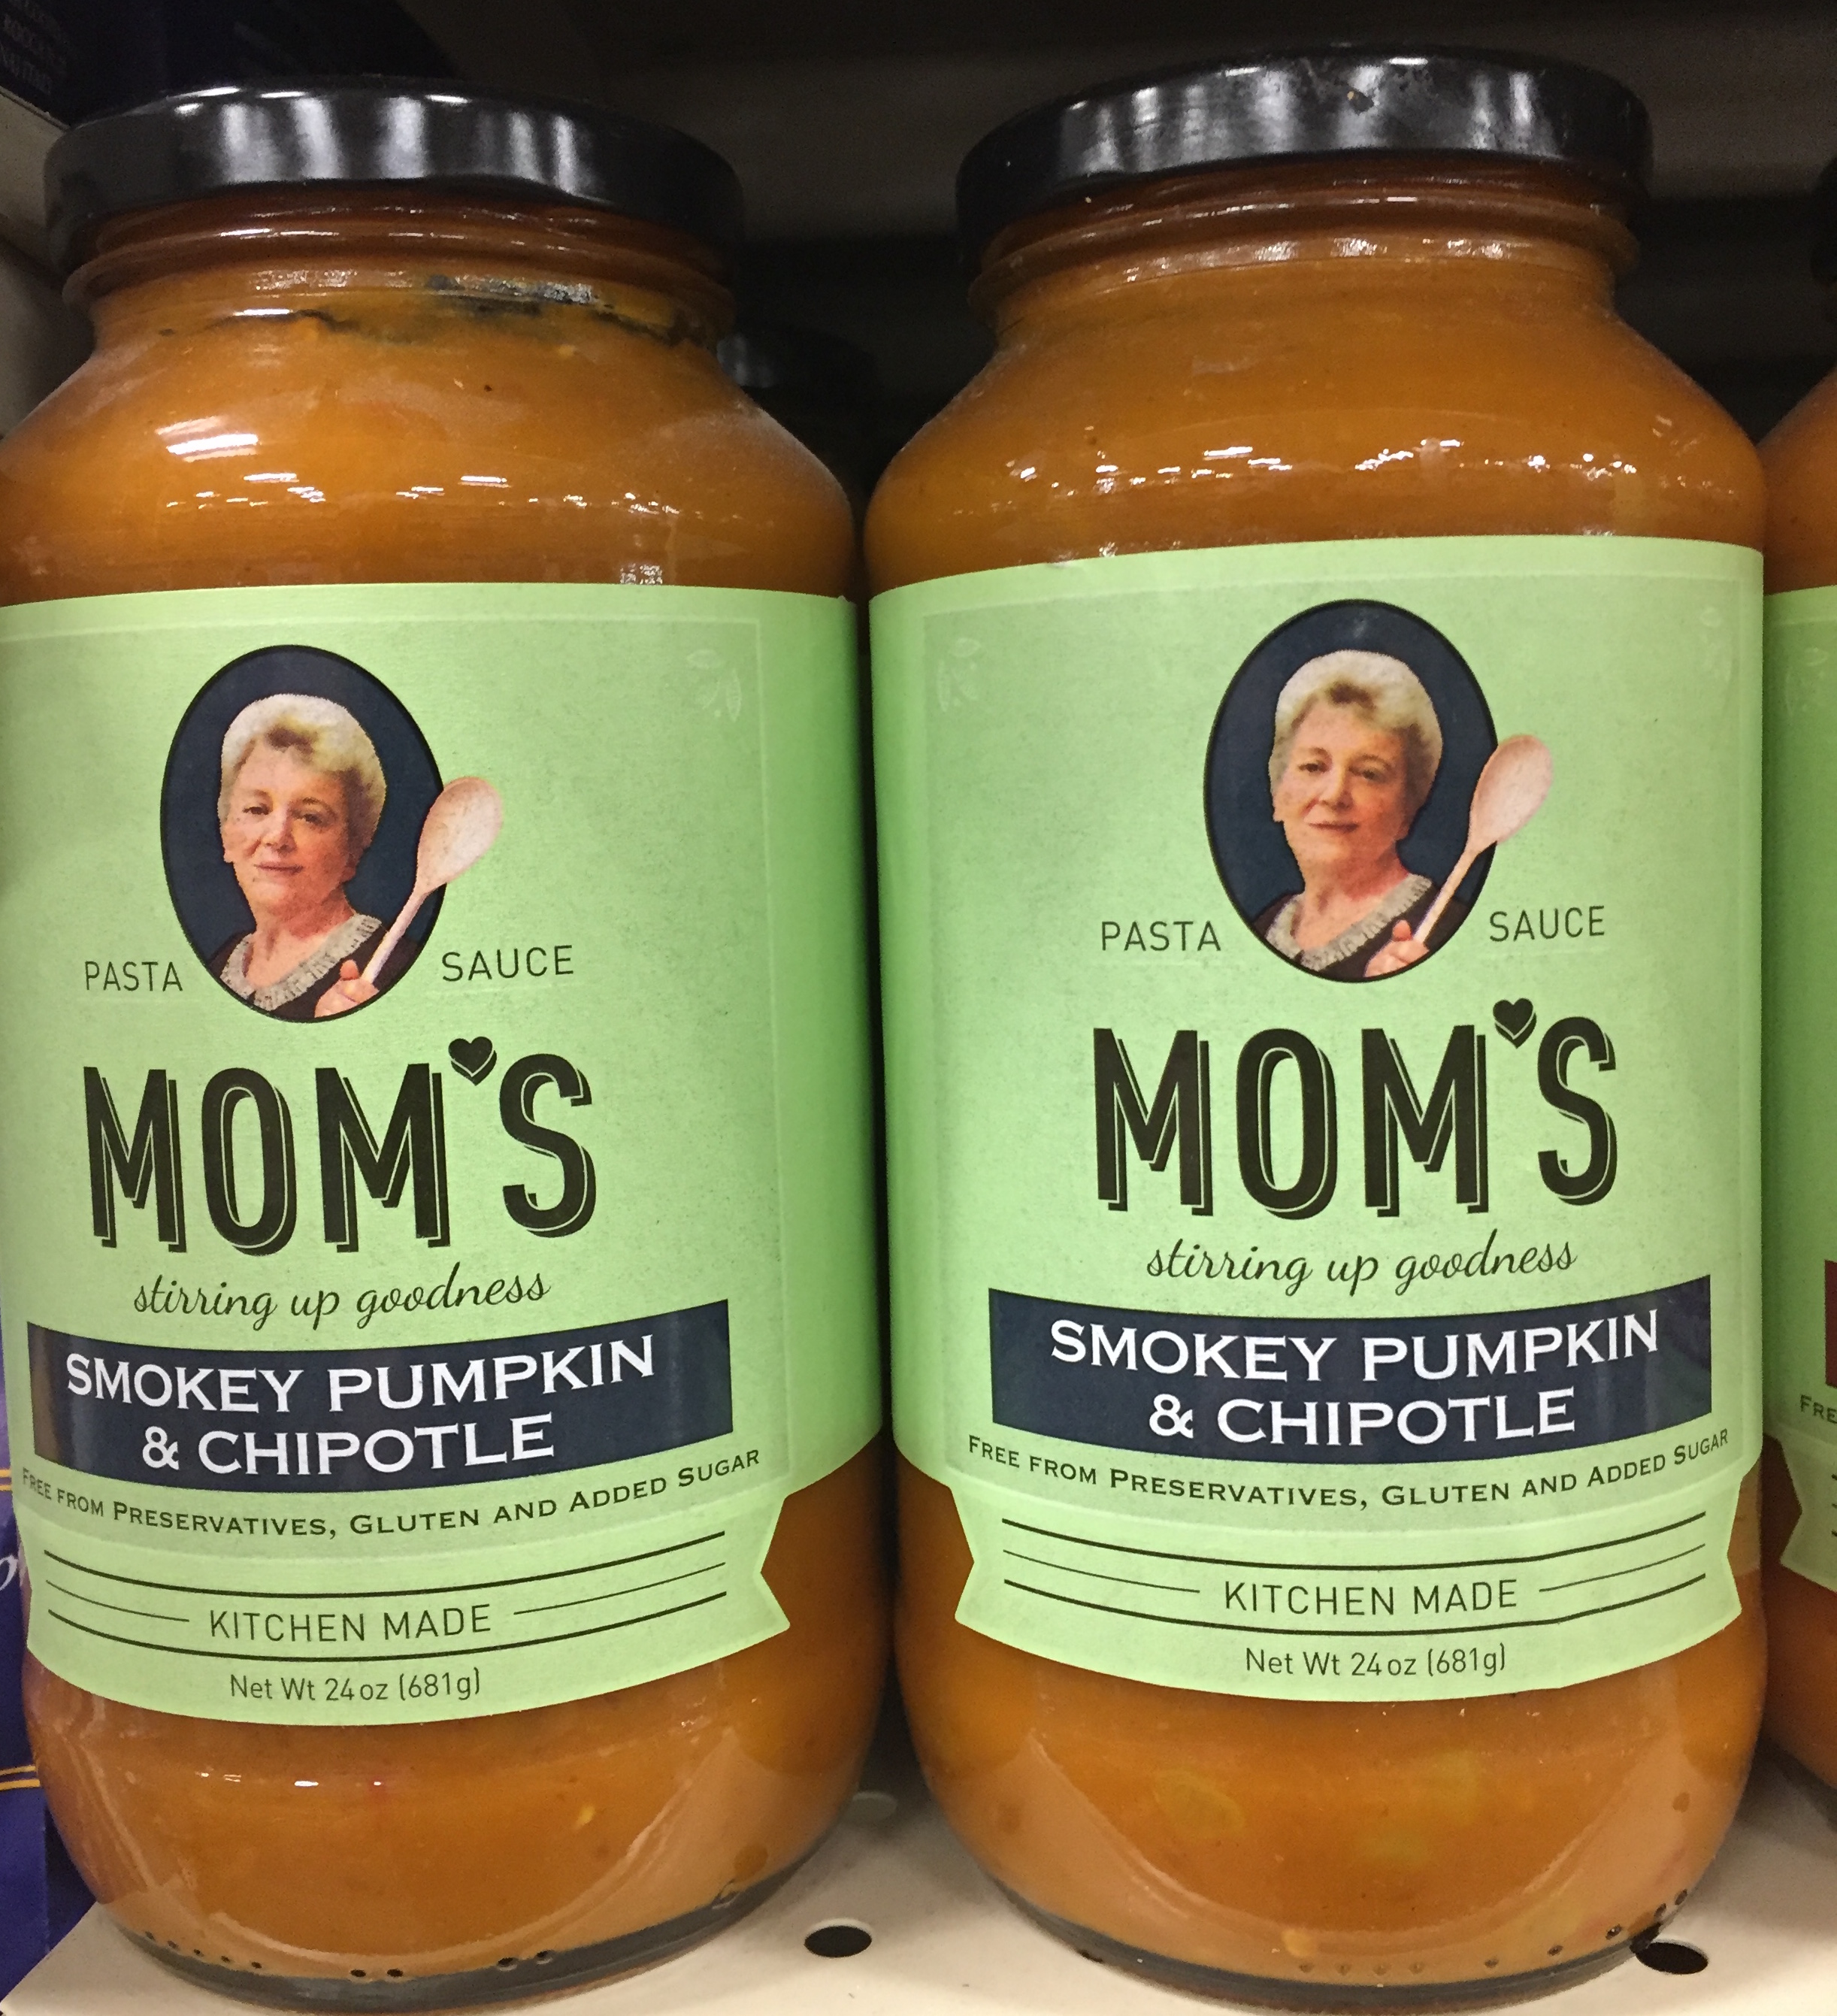 PASTA SAUCE
MOM'S
stirring up goodness
SMOKEY PUMPKIN
& CHIPOTLE
FREE FROM PRESERVATIVES, GLUTEN AND ADDED SUGAR
KITCHEN MADE
Net Wt 24oz (681g)
PASTA SAUCE
MOM'S
stirring up goodness
SMOKEY PUMPKIN
& CHIPOTLE
FREE FROM PRESERVATIVES, GLUTEN AND ADDED SUGAR
KITCHEN MADE
Net Wt 24oz (681g)